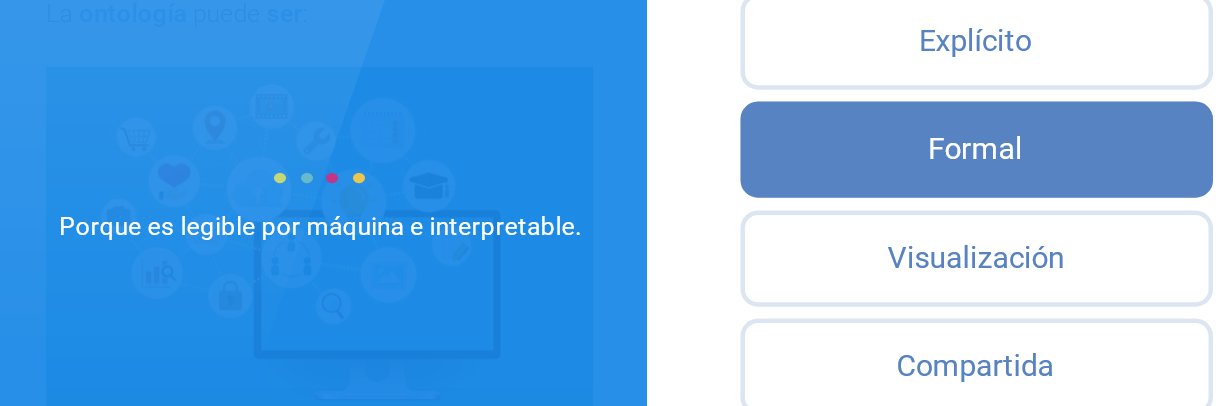 La ontología puede ser:
Porque es legible por máquina e interpretable.
Explícito
Formal
Visualización
Compartida